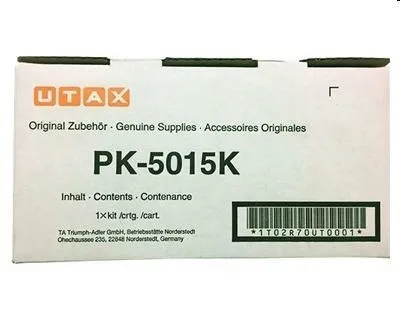 UTAX
Original Zubehör · Genuine Supplies · Accessoires Originales
PK-5015K
Inhalt · Contents · Contenance
1×kit /crtg. /cart.
TA Triumph-Adler GmbH, Betriebsstätte Norderstedt
Ohechaussee 235, 22848 Norderstedt, Germany
*1T02R70UT0001*